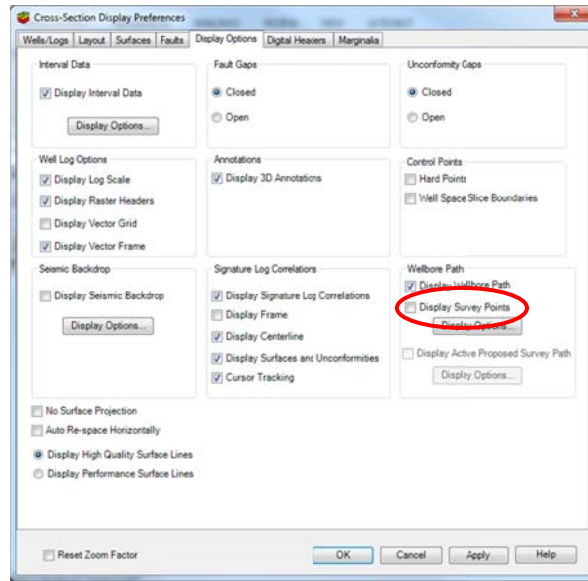 Cross-Section Display Preferences
Wells/Logs Layout Surfaces Faults Display Options Digital Headers Marginalia
Interval Data
Display Interval Data
Display Options...
Fault Gaps
Closed
Open
Unconformity Gaps
Closed
Open
Well Log Options
Display Log Scale
Display Raster Headers
Display Vector Grid
Display Vector Frame
Annotations
Display 3D Annotations
Control Points
Hard Points
Well Space Slice Boundaries
Seismic Backdrop
Display Seismic Backdrop
Display Options...
Signature Log Correlations
Display Signature Log Correlations
Display Frame
Display Centerline
Display Surfaces and Unconformities
Cursor Tracking
Wellbore Path
Display Wellbore Path
Display Survey Points
Display Options...
Display Active Proposed Survey Path
Display Options...
No Surface Projection
Auto Re-space Horizontally
Display High Quality Surface Lines
Display Performance Surface Lines
Reset Zoom Factor
OK Cancel Apply Help